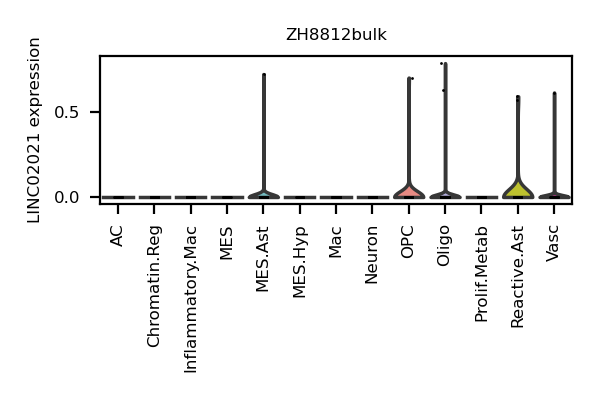 ZH8812bulk
LINC02021 expression
0.5
0.0
AC
Chromatin.Reg
Inflammatory.Mac
MES
MES.Ast
MES.Hyp
Mac
Neuron
OPC
Oligo
Prolif.Metab
Reactive.Ast
Vasc